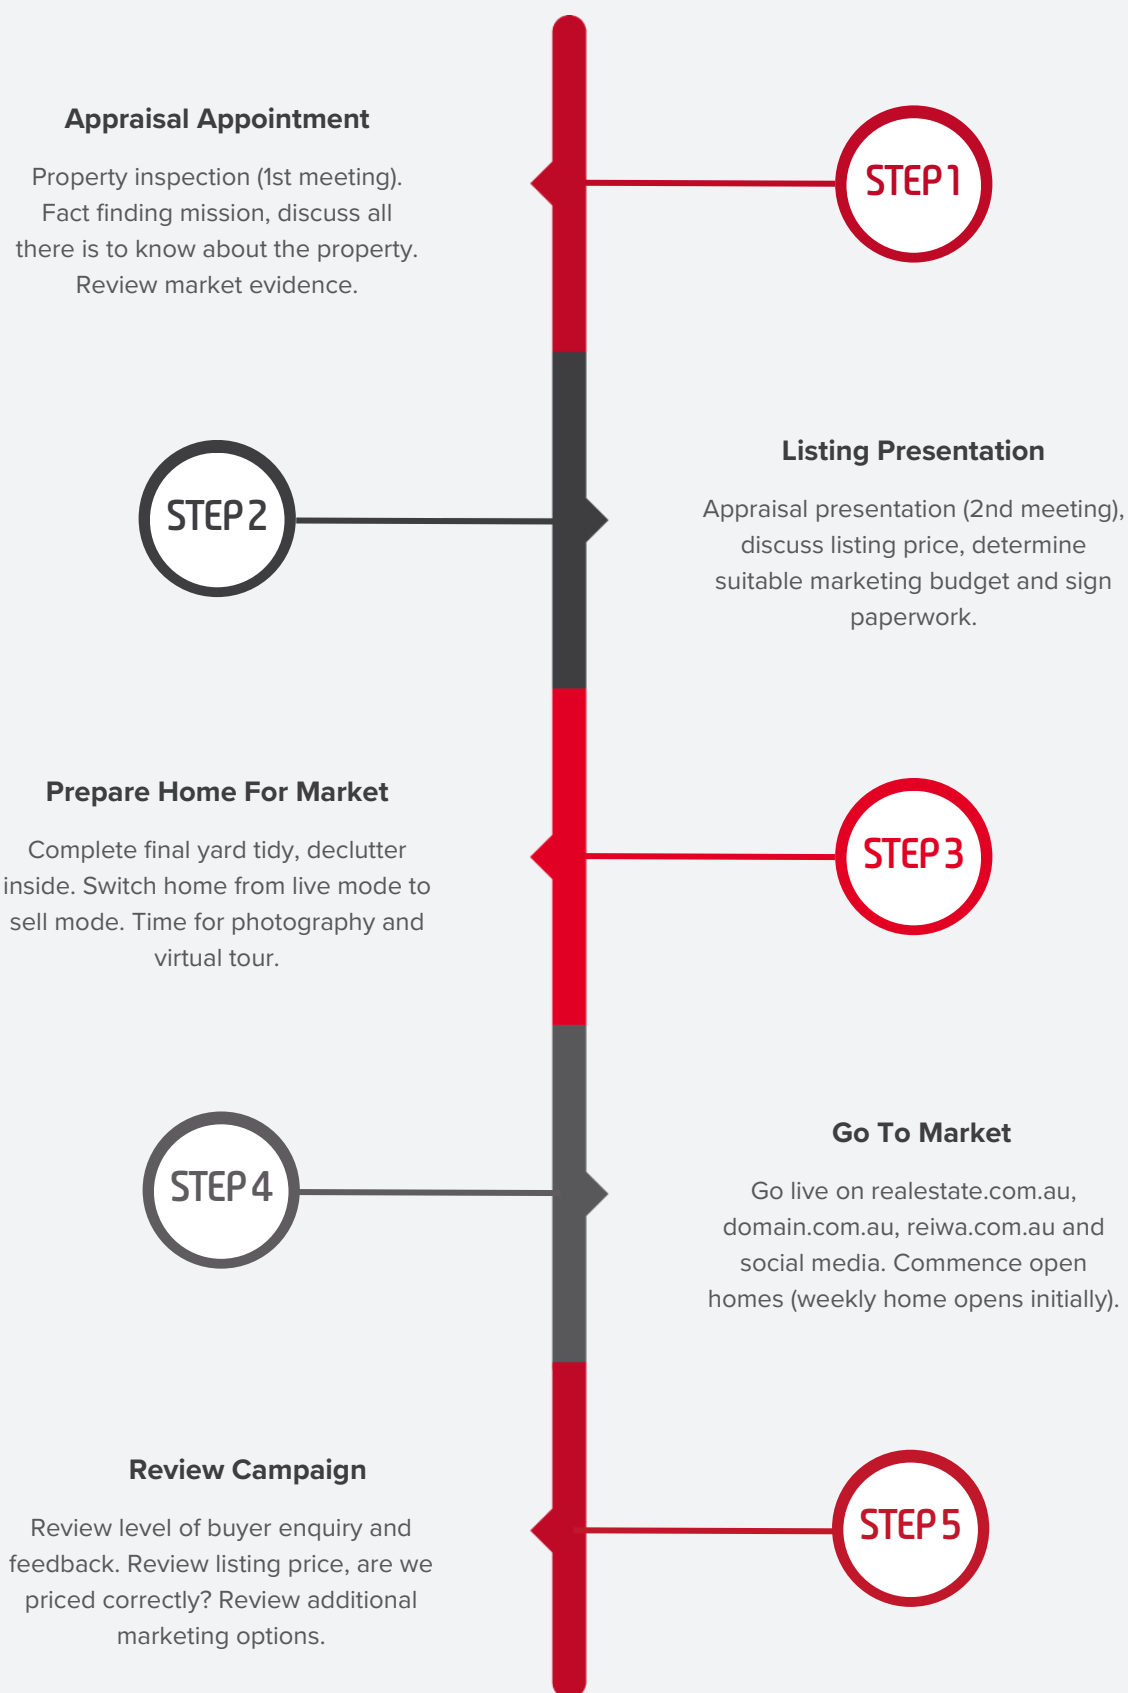 Appraisal Appointment
Property inspection (1st meeting).
Fact finding mission, discuss all
there is to know about the property.
Review market evidence.
STEP 1
STEP 2
Listing Presentation
Appraisal presentation (2nd meeting),
discuss listing price, determine
suitable marketing budget and sign
paperwork.
Prepare Home For Market
Complete final yard tidy, declutter
inside. Switch home from live mode to
sell mode. Time for photography and
virtual tour.
STEP 3
STEP 4
Go To Market
Go live on realestate.com.au,
domain.com.au, reiwa.com.au and
social media. Commence open
homes (weekly home opens initially).
Review Campaign
Review level of buyer enquiry and
feedback. Review listing price, are we
priced correctly? Review additional
marketing options.
STEP 5